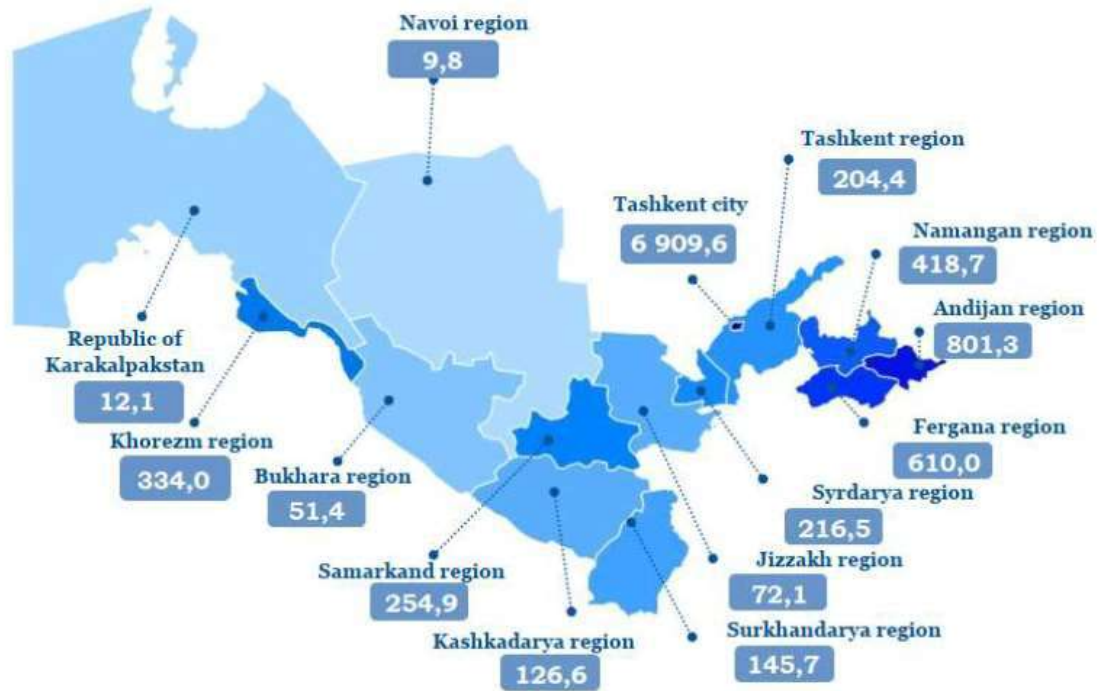 Navoi region
9,8
Tashkent region
204,4
Tashkent city
6 909,6
Namangan region
418,7
Andijan region
801,3
Republic of
Karakalpakstan
12,1
Khorezm region
334,0
Bukhara region
51,4
Fergana region
610,0
Syrdarya region
216,5
Samarkand region
254,9
Jizzakh region
72,1
Kashkadarya region
126,6
Surkhandarya region
145,7